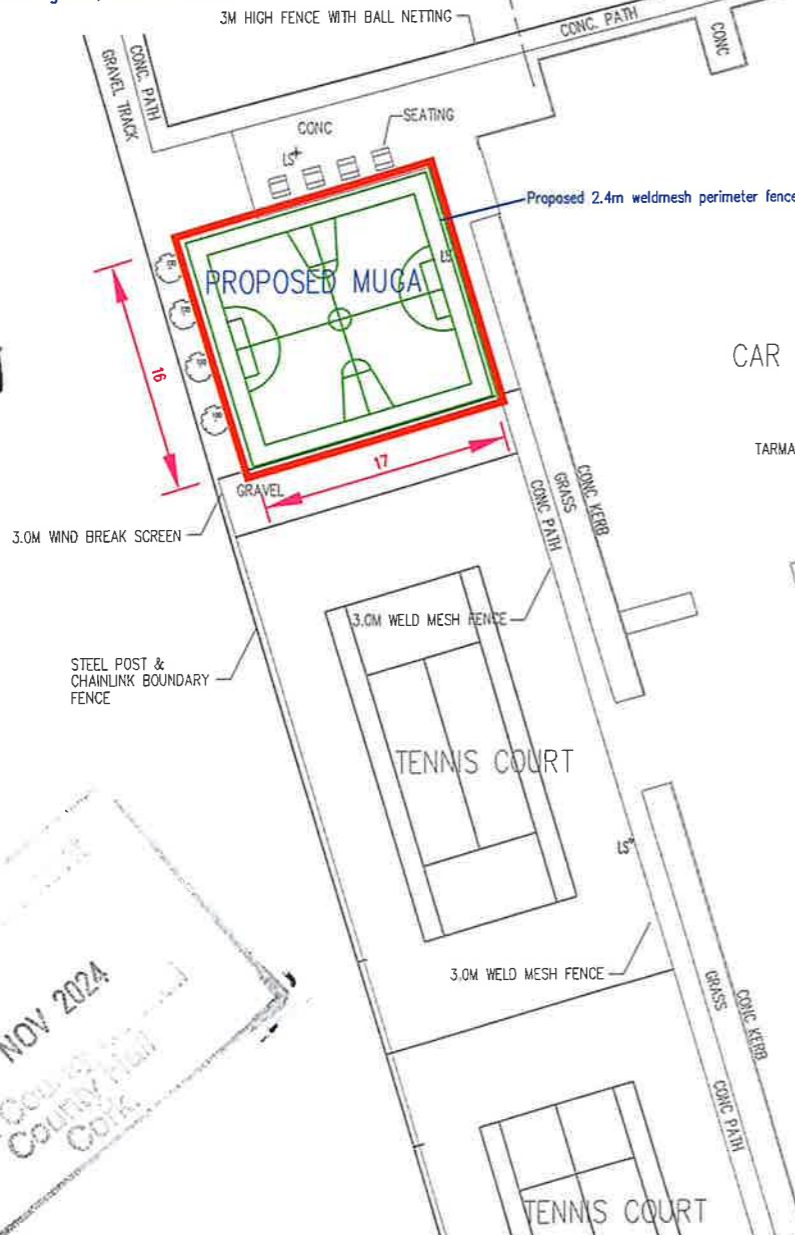 3M HIGH FENCE WITH BALL NETTING
CONC. PATH
CONC
CONC. PATH
GRAVEL TRACK
CONC
SEATING
LS
Proposed 2.4m weldmesh perimeter fence
LS
PROPOSED MUGA
CAR
16
17
TARMA
GRAVEL
CONC KERB
GRASS
CONC PATH
3.0M WIND BREAK SCREEN
3.0M WELD MESH FENCE
STEEL POST &
CHAINLINK BOUNDARY
FENCE
TENNIS COURT
LS
3.0M WELD MESH FENCE
GRASS
CONC KERB
CONC PATH
NOV 2024
County Hall
Cork.
TENNIS COURT